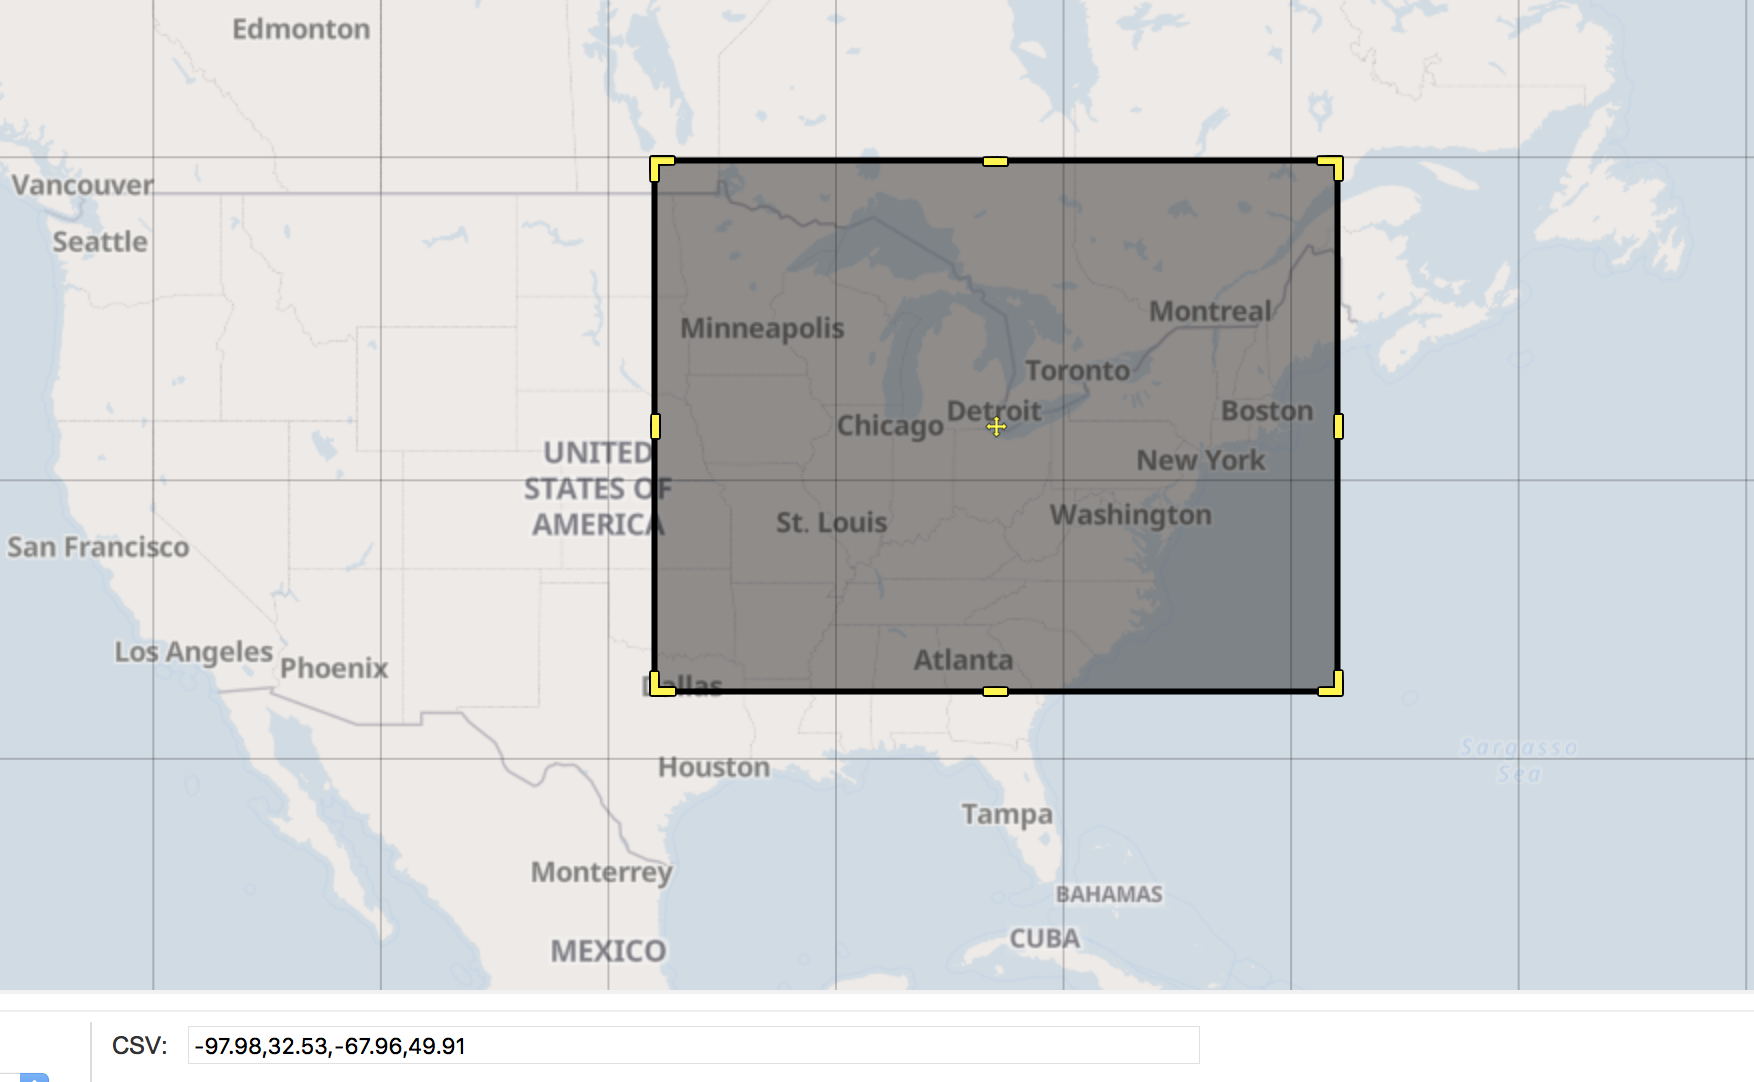 Edmonton
Vancouver
Seattle
Minneapolis
Montreal
Toronto
Detroit
Chicago
Boston
New York
UNITED
STATES OF
AMERICA
St. Louis
Washington
San Francisco
Los Angeles
Phoenix
Atlanta
Dallas
Houston
Sargasso
Sea
Tampa
Monterrey
BAHAMAS
CUBA
MEXICO
CSV: -97.98,32.53,-67.96,49.91